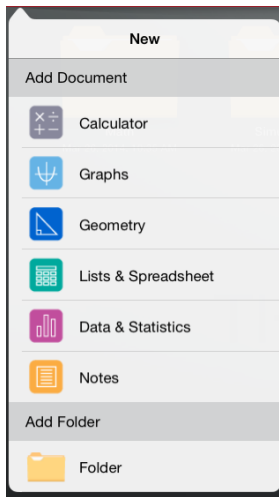 New
Add Document
Calculator
Graphs
Geometry
Lists & Spreadsheet
Data & Statistics
Notes
Add Folder
Folder